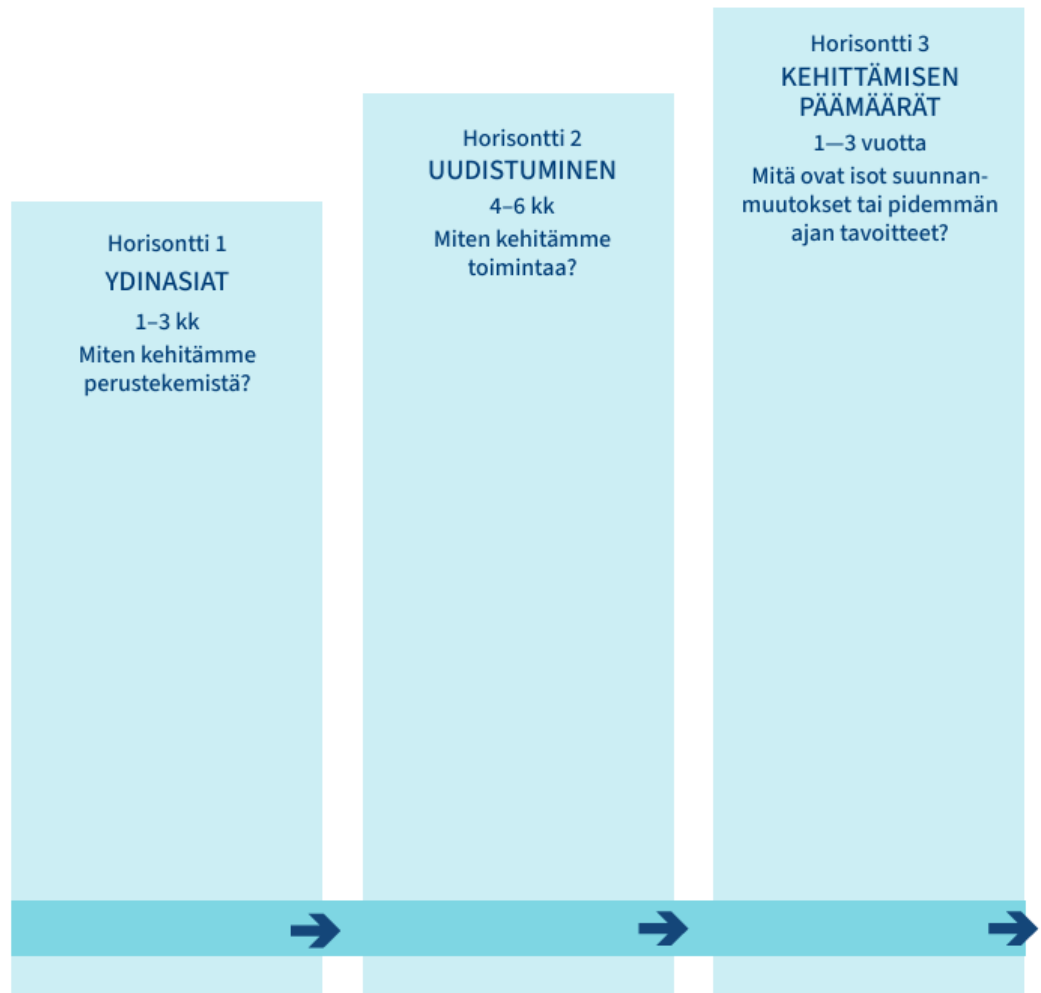 Horisontti 1
YDINASIAT
1–3 kk
Miten kehitämme
perustekemistä?
Horisontti 2
UUDISTUMINEN
4–6 kk
Miten kehitämme
toimintaa?
Horisontti 3
KEHITTÄMISEN
PÄÄMÄÄRÄT
1—3 vuotta
Mitä ovat isot suunnan-
muutokset tai pidemmän
ajan tavoitteet?